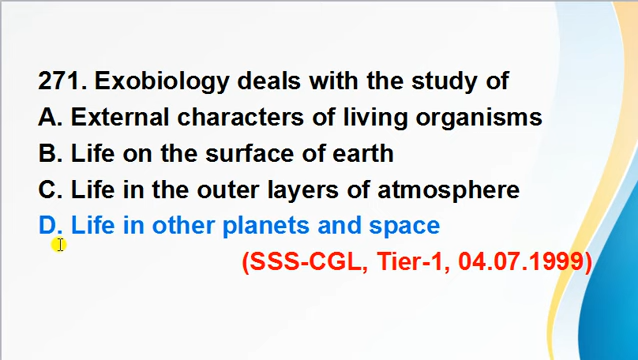 271. Exobiology deals with the study of
A. External characters of living organisms
B. Life on the surface of earth
C. Life in the outer layers of atmosphere
D. Life in other planets and space
(SSS-CGL, Tier-1, 04.07.1999)